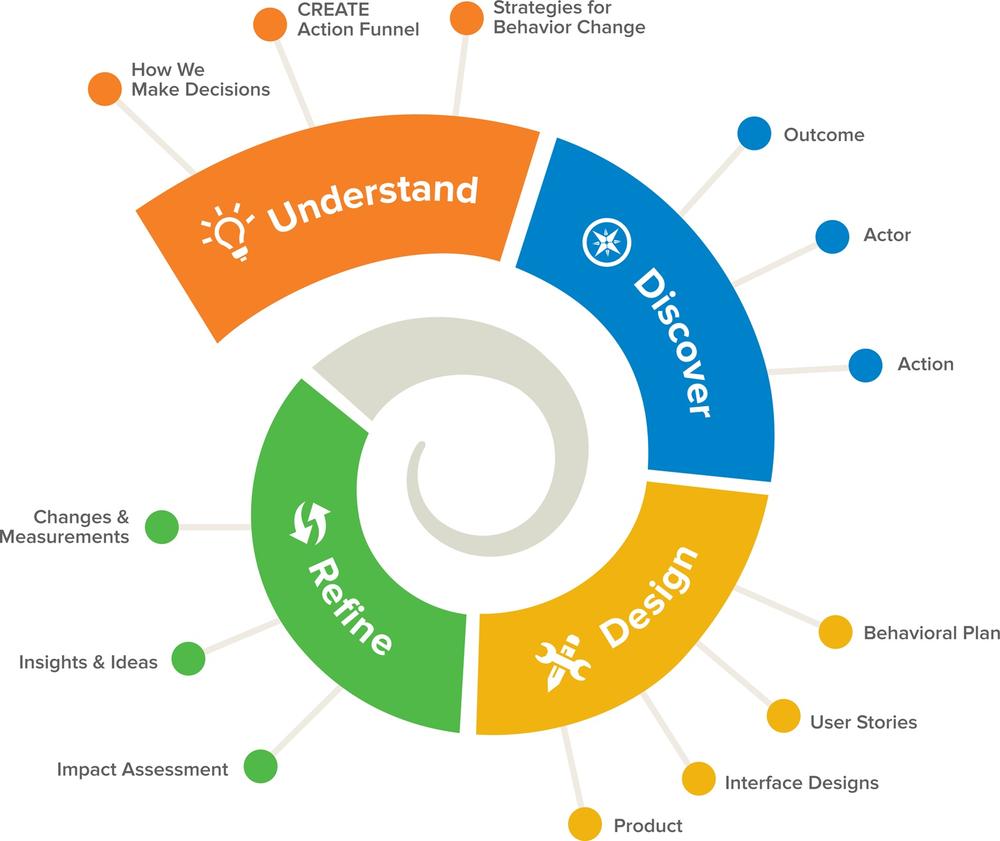 CREATE
Action Funnel
Strategies for
Behavior Change
How We
Make Decisions
Understand
Outcome
Actor
Action
Discover
Behavioral Plan
User Stories
Interface Designs
Product
Design
Impact Assessment
Insights & Ideas
Changes &
Measurements
Refine